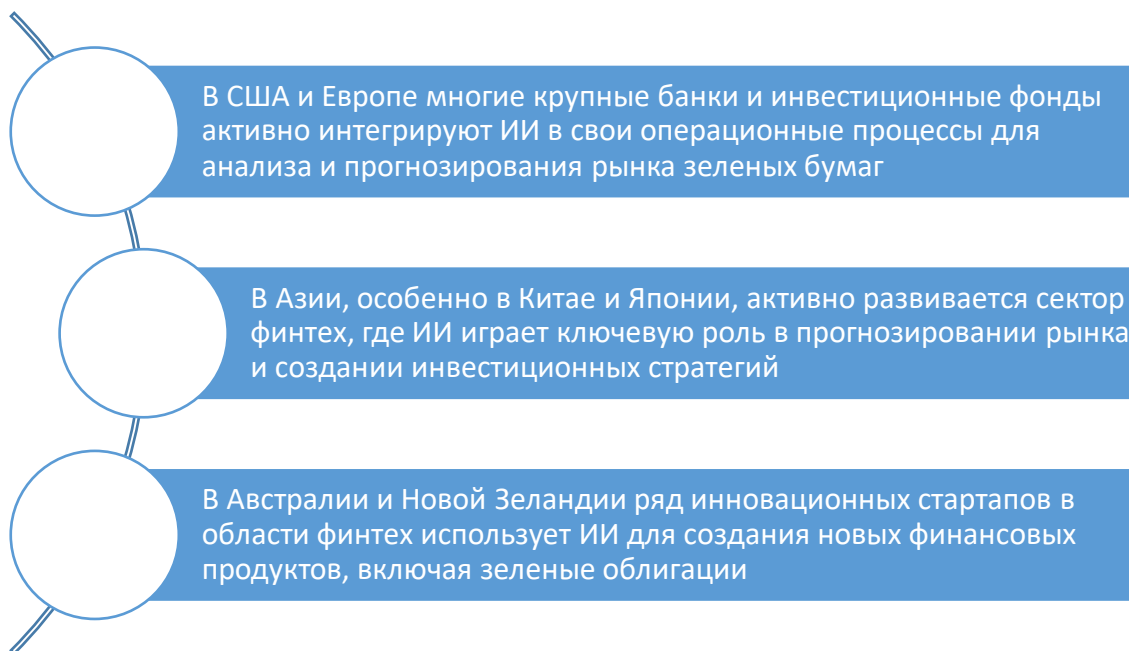 В США и Европе многие крупные банки и инвестиционные фонды
активно интегрируют ИИ в свои операционные процессы для
анализа и прогнозирования рынка зеленых бумаг
В Азии, особенно в Китае и Японии, активно развивается сектор
финтех, где ИИ играет ключевую роль в прогнозировании рынка
и создании инвестиционных стратегий
В Австралии и Новой Зеландии ряд инновационных стартапов в
области финтех использует ИИ для создания новых финансовых
продуктов, включая зеленые облигации